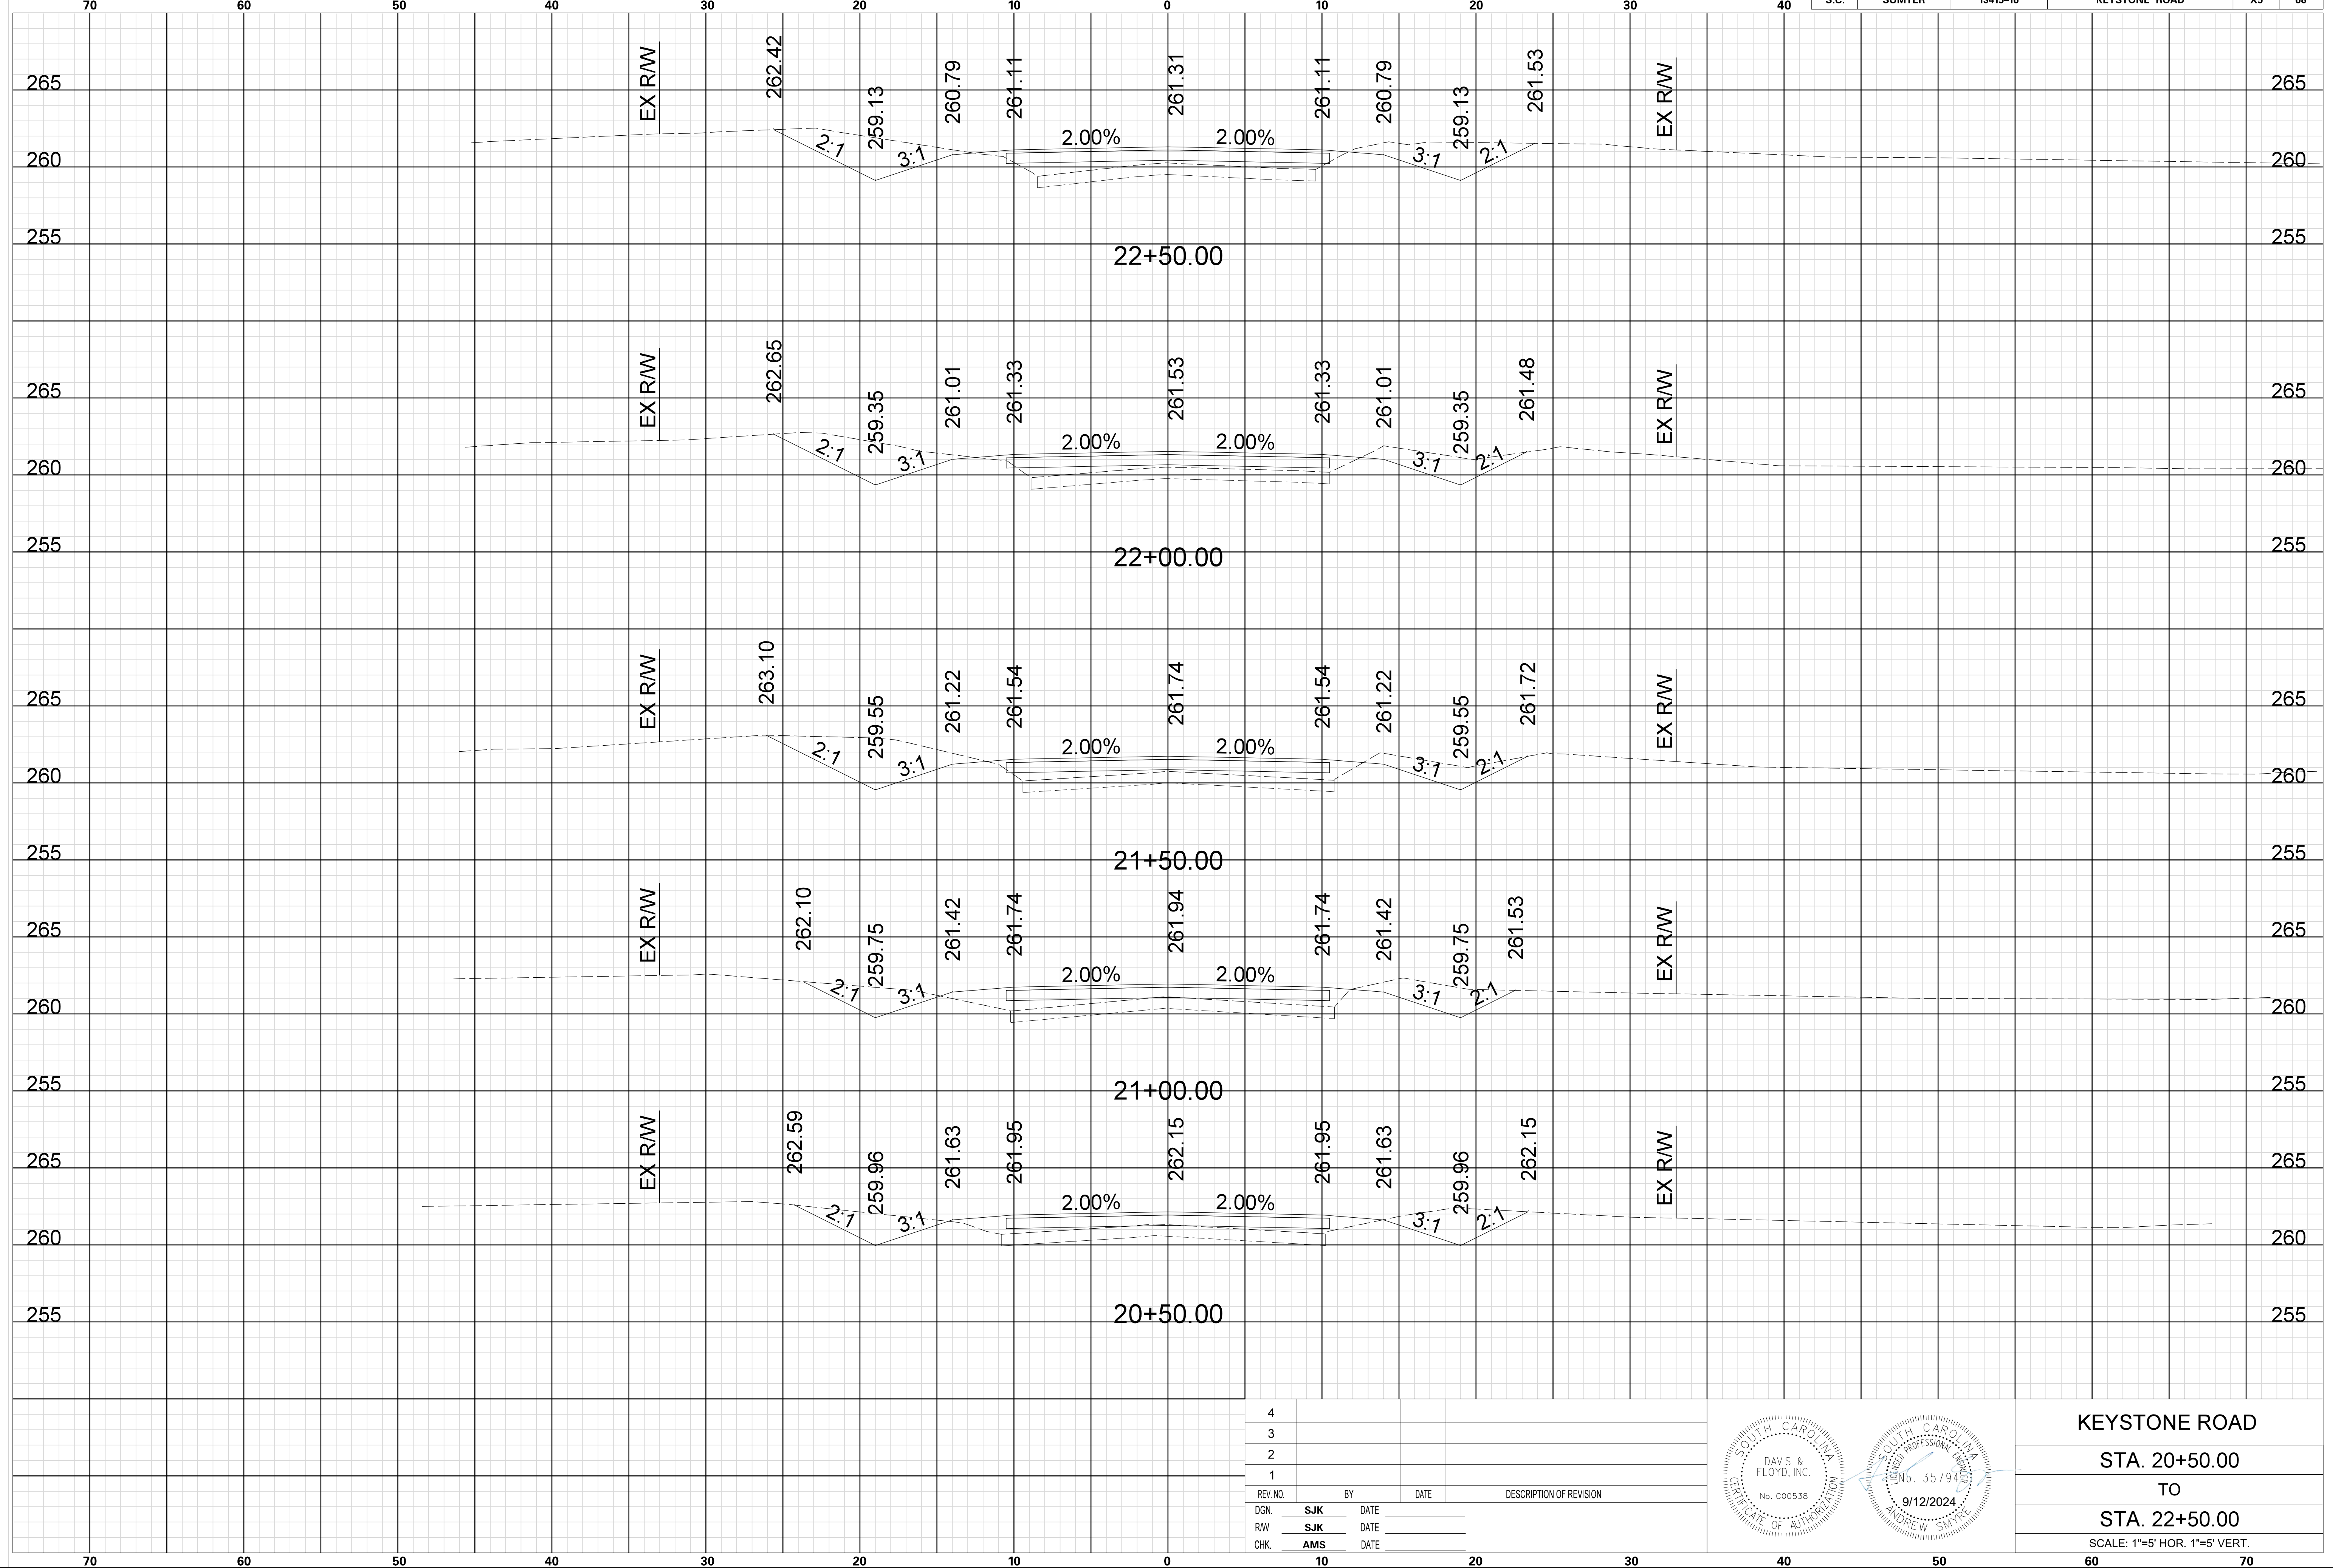 70 60 50 40 30 20 10 0 10 20 30 40
S.C. SUMTER KEYSTONE ROAD X5
EX R/W 262.42 259.13 260.79 261.11 261.31 261.11 260.79 259.13 261.53 EX R/W
265 265
2:1 3:1 2.00% 2.00% 3:1 2:1
260 260
255 255
22+50.00
EX R/W 262.65 259.35 261.01 261.33 261.53 261.33 261.01 259.35 261.48 EX R/W
265 265
2:1 3:1 2.00% 2.00% 3:1 2:1
260 260
255 255
22+00.00
EX R/W 263.10 259.55 261.22 261.54 261.74 261.54 261.22 259.55 261.72 EX R/W
265 265
2:1 3:1 2.00% 2.00% 3:1 2:1
260 260
255 255
21+50.00
EX R/W 262.10 259.75 261.42 261.74 261.94 261.74 261.42 259.75 261.53 EX R/W
265 265
2:1 3:1 2.00% 2.00% 3:1 2:1
260 260
255 255
21+00.00
EX R/W 262.59 259.96 261.63 261.95 262.15 261.95 261.63 259.96 262.15 EX R/W
265 265
2:1 3:1 2.00% 2.00% 3:1 2:1
260 260
255 255
20+50.00
4
3
2
1
REV. NO. BY DATE DESCRIPTION OF REVISION
DGN. SJK DATE
R/W SJK DATE
CHK. AMS DATE
SOUTH CAROLINA
DAVIS &
FLOYD, INC.
No. C00538
CERTIFICATE OF AUTHORIZATION
SOUTH CAROLINA
LICENSED PROFESSIONAL ENGINEER
No. 35794
9/12/2024
ANDREW SMYRE
KEYSTONE ROAD
STA. 20+50.00
TO
STA. 22+50.00
SCALE: 1"=5' HOR. 1"=5' VERT.
70 60 50 40 30 20 10 0 10 20 30 40 50 60 70